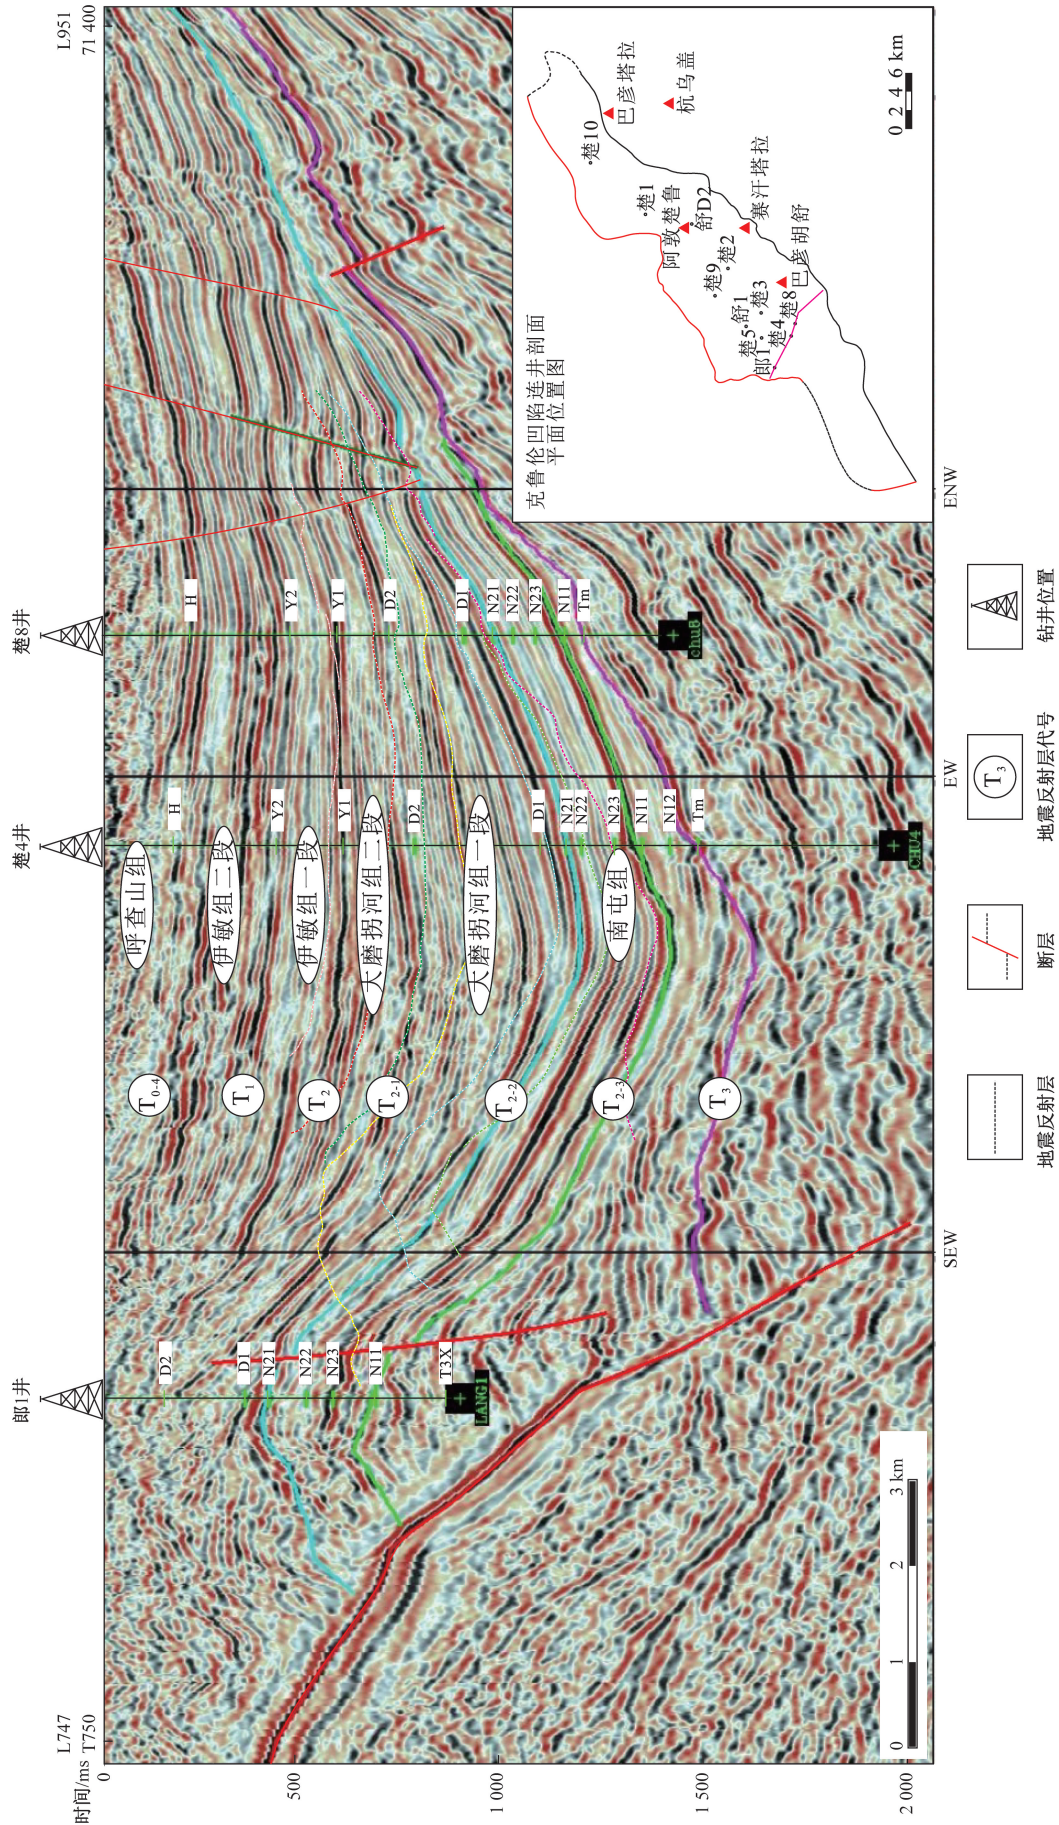 L747
T750
L951
71 400
郎1井
楚4井
楚8井
时间/ms
0
500
1 000
1 500
2 000
D2
D1
N21
N22
N23
N11
T3X
LANG1
H
Y2
Y1
D2
D1
N21
N22
N23
N11
N12
Tm
CHU4
H
Y2
Y1
D2
D1
N21
N22
N23
N11
Tm
chu8
呼查山组
伊敏组二段
伊敏组一段
大磨拐河组二段
大磨拐河组一段
南屯组
T0-4
T1
T2
T2-1
T2-2
T2-3
T3
0 1 2 3 km
SEW
EW
ENW
克鲁伦凹陷连井剖面
平面位置图
巴彦塔拉
杭乌盖
楚10
楚1
阿敦楚鲁
舒D2
赛汗塔拉
楚2
楚9
巴彦胡舒
舒1
楚3
楚8
楚5
楚4
郎1
0 2 4 6 km
地震反射层
断层
T3
地震反射层代号
钻井位置